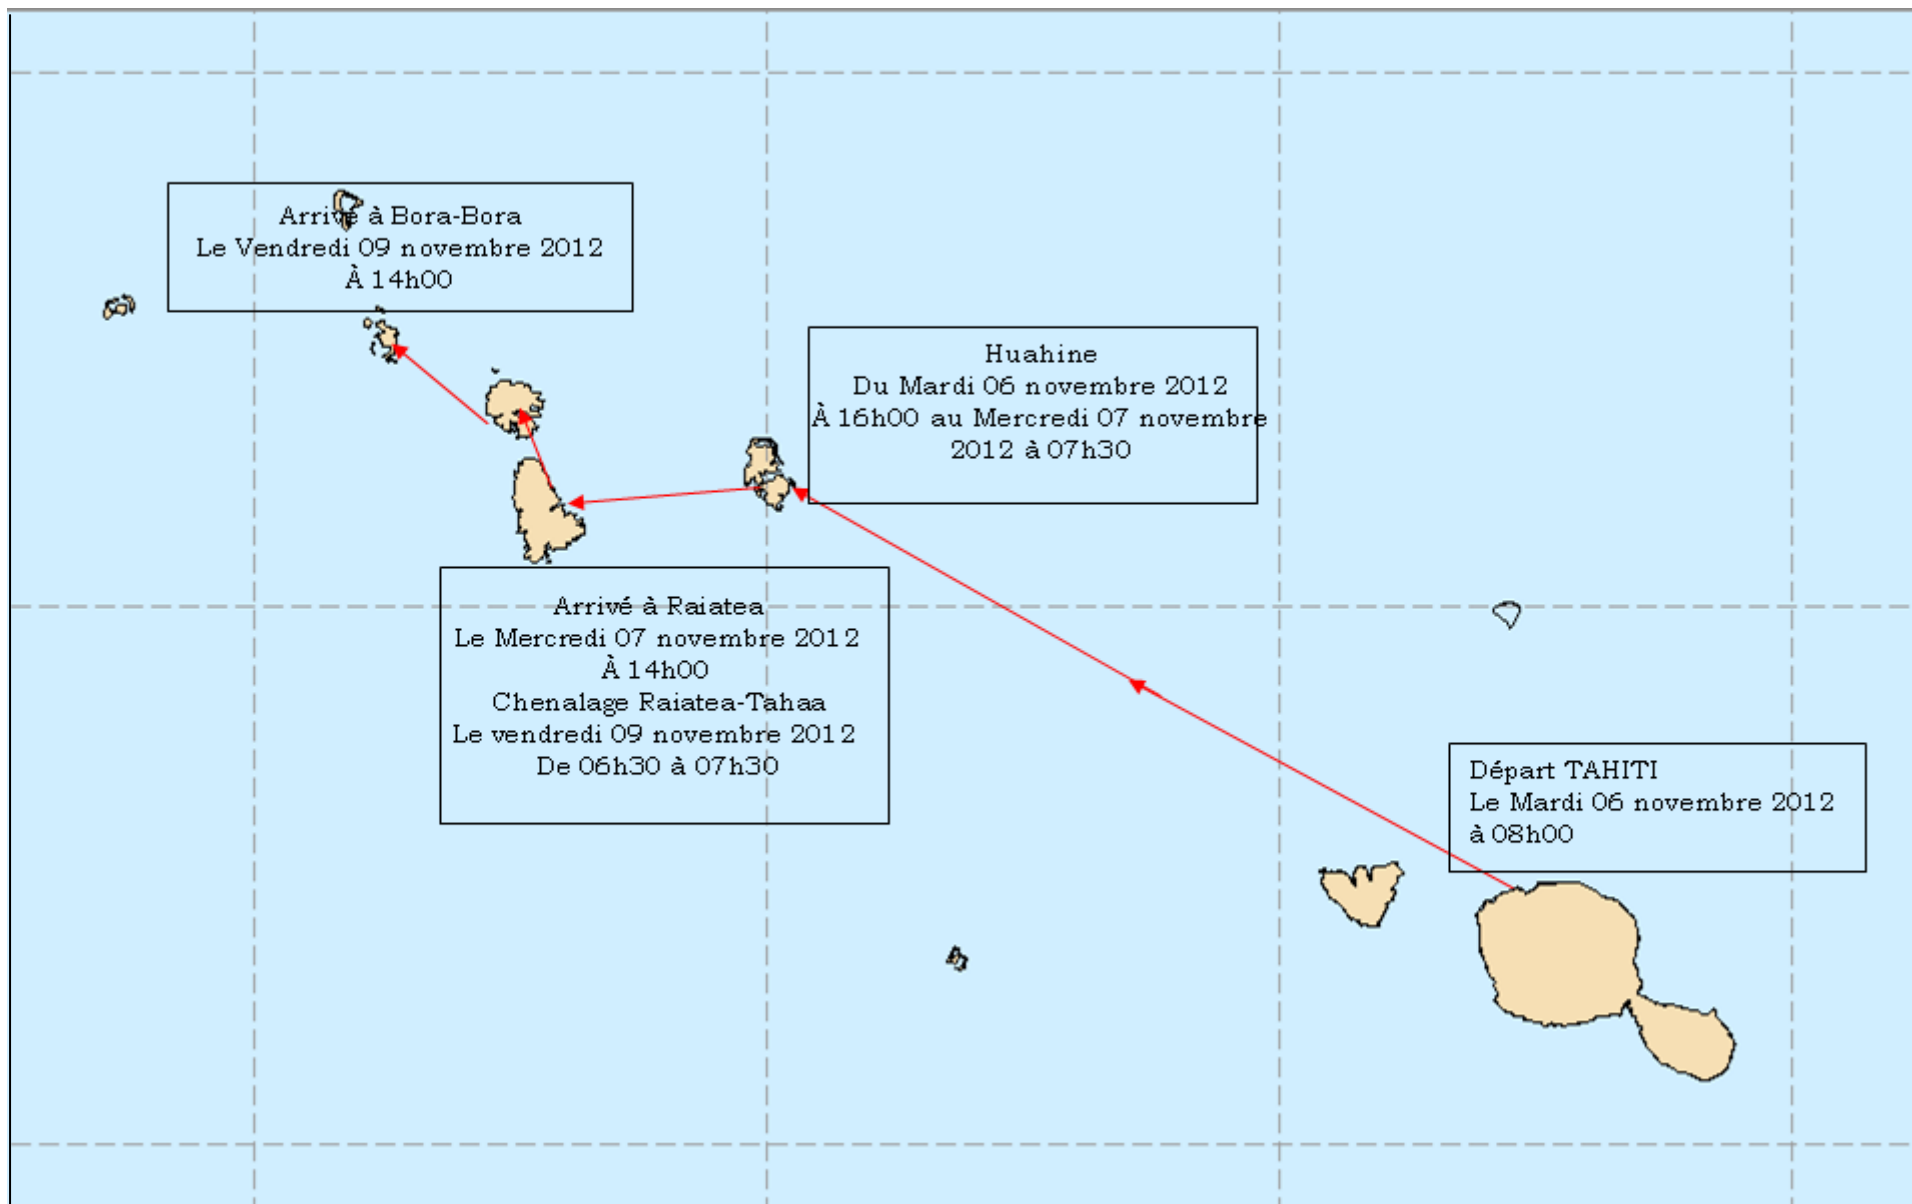 Arrivé à Bora-Bora
Le Vendredi 09 novembre 2012
À 14h00
Huahine
Du Mardi 06 novembre 2012
À 16h00 au Mercredi 07 novembre
2012 à 07h30
Arrivé à Raiatea
Le Mercredi 07 novembre 2012
À 14h00
Chenalage Raiatea-Tahaa
Le vendredi 09 novembre 2012
De 06h30 à 07h30
Départ TAHITI
Le Mardi 06 novembre 2012
à 08h00